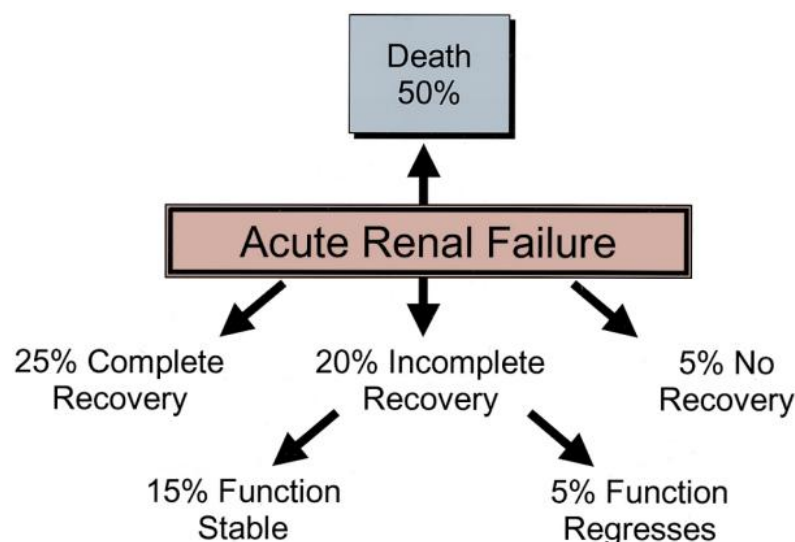 Death
50%
Acute Renal Failure
25% Complete
Recovery
20% Incomplete
Recovery
5% No
Recovery
15% Function
Stable
5% Function
Regresses